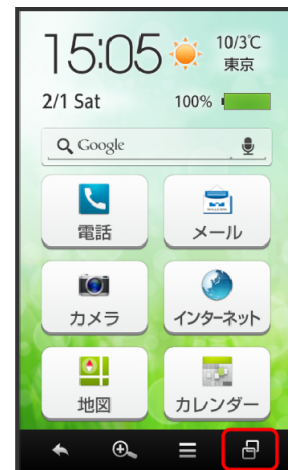 15:05
10/3℃
東京
2/1 Sat
100%
Google
電話
メール
カメラ
インターネット
地図
カレンダー